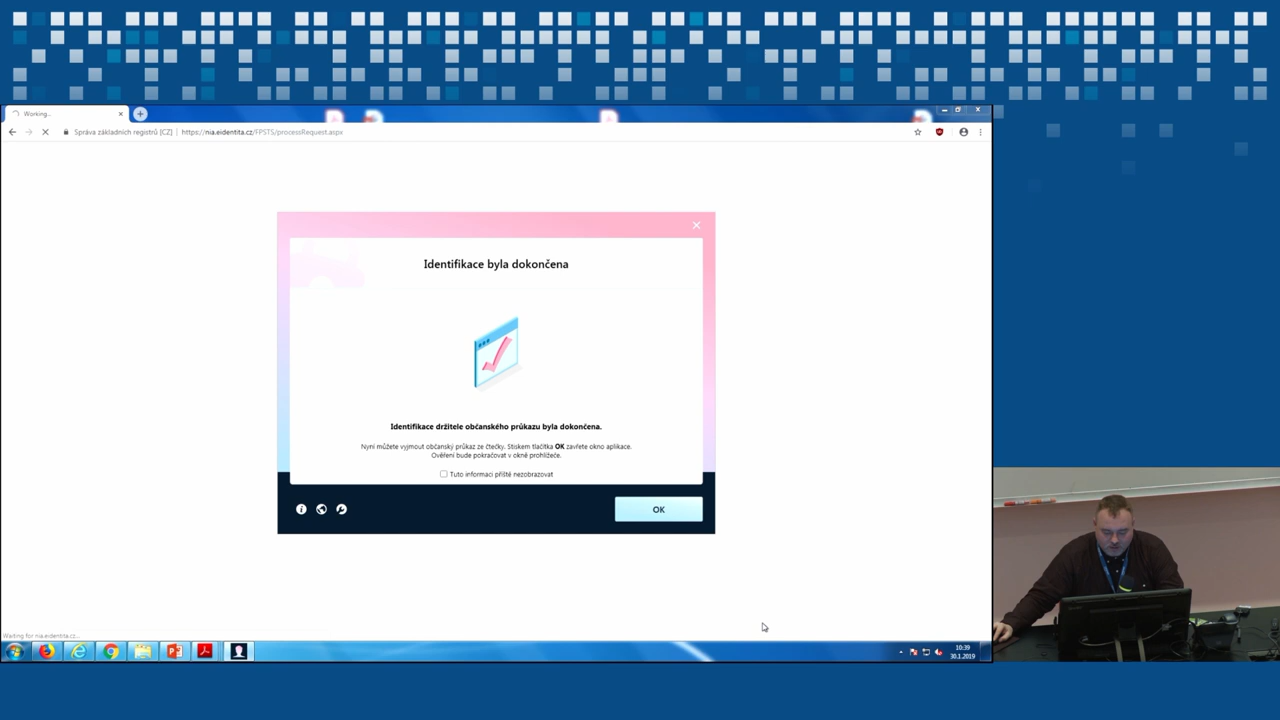 Working...
Správa základních registrů [CZ] | https://nia.eidentita.cz/FPSTS/processRequest.aspx
Identifikace byla dokončena
Identifikace držitele občanského průkazu byla dokončena.
Nyní můžete vyjmout občanský průkaz ze čtečky. Stiskem tlačítka OK zavřete okno aplikace.
Ověření bude pokračovat v okně prohlížeče.
Tuto informaci příště nezobrazovat
OK
Waiting for nia.eidentita.cz...
10:39
30.1.2019